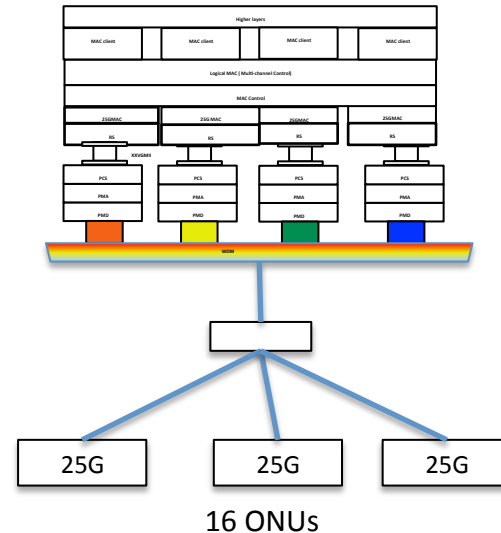 Higher layers
MAC client MAC client MAC client MAC client
Logical MAC ( Multi-channel Control)
MAC Control
25GMAC 25G MAC 25GMAC 25GMAC
RS RS RS RS
XXVGMII
PCS PCS PCS PCS
PMA PMA PMA PMA
PMD PMD PMD PMD
WDM
25G 25G 25G
16 ONUs